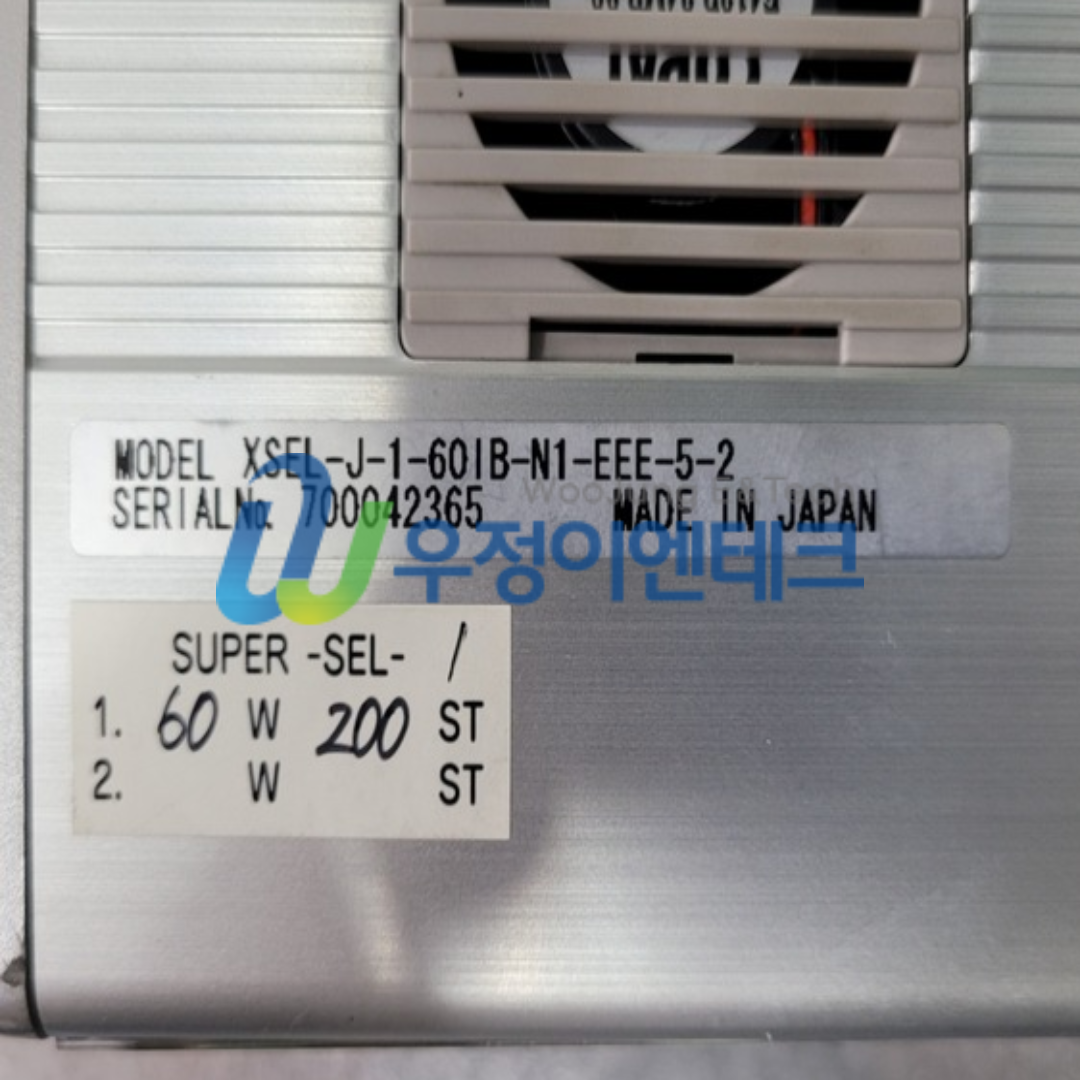 MODEL XSEL-J-1-60IB-N1-EEE-5-2
SERIALNo. 700042365 MADE IN JAPAN
우정이엔테크
SUPER -SEL- /
1. 60 W 200 ST
2. W ST